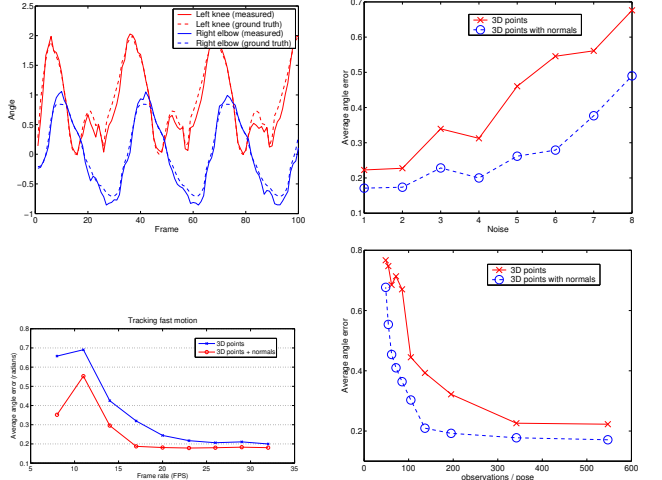 Left knee (measured)
Left knee (ground truth)
Right elbow (measured)
Right elbow (ground truth)
2.5
2
1.5
1
0.5
0
−0.5
−1
0 20 40 60 80 100
Angle
Frame
3D points
3D points with normals
0.7
0.6
0.5
0.4
0.3
0.2
0.1
1 2 3 4 5 6 7 8
Average angle error
Noise
Tracking fast motion
3D points
3D points + normals
0.8
0.7
0.6
0.5
0.4
0.3
0.2
0.1
5 10 15 20 25 30 35
Average angle error (radians)
Frame rate (FPS)
3D points
3D points with normals
0.8
0.6
0.4
0.2
0 100 200 300 400 500 600
Average angle error
observations / pose